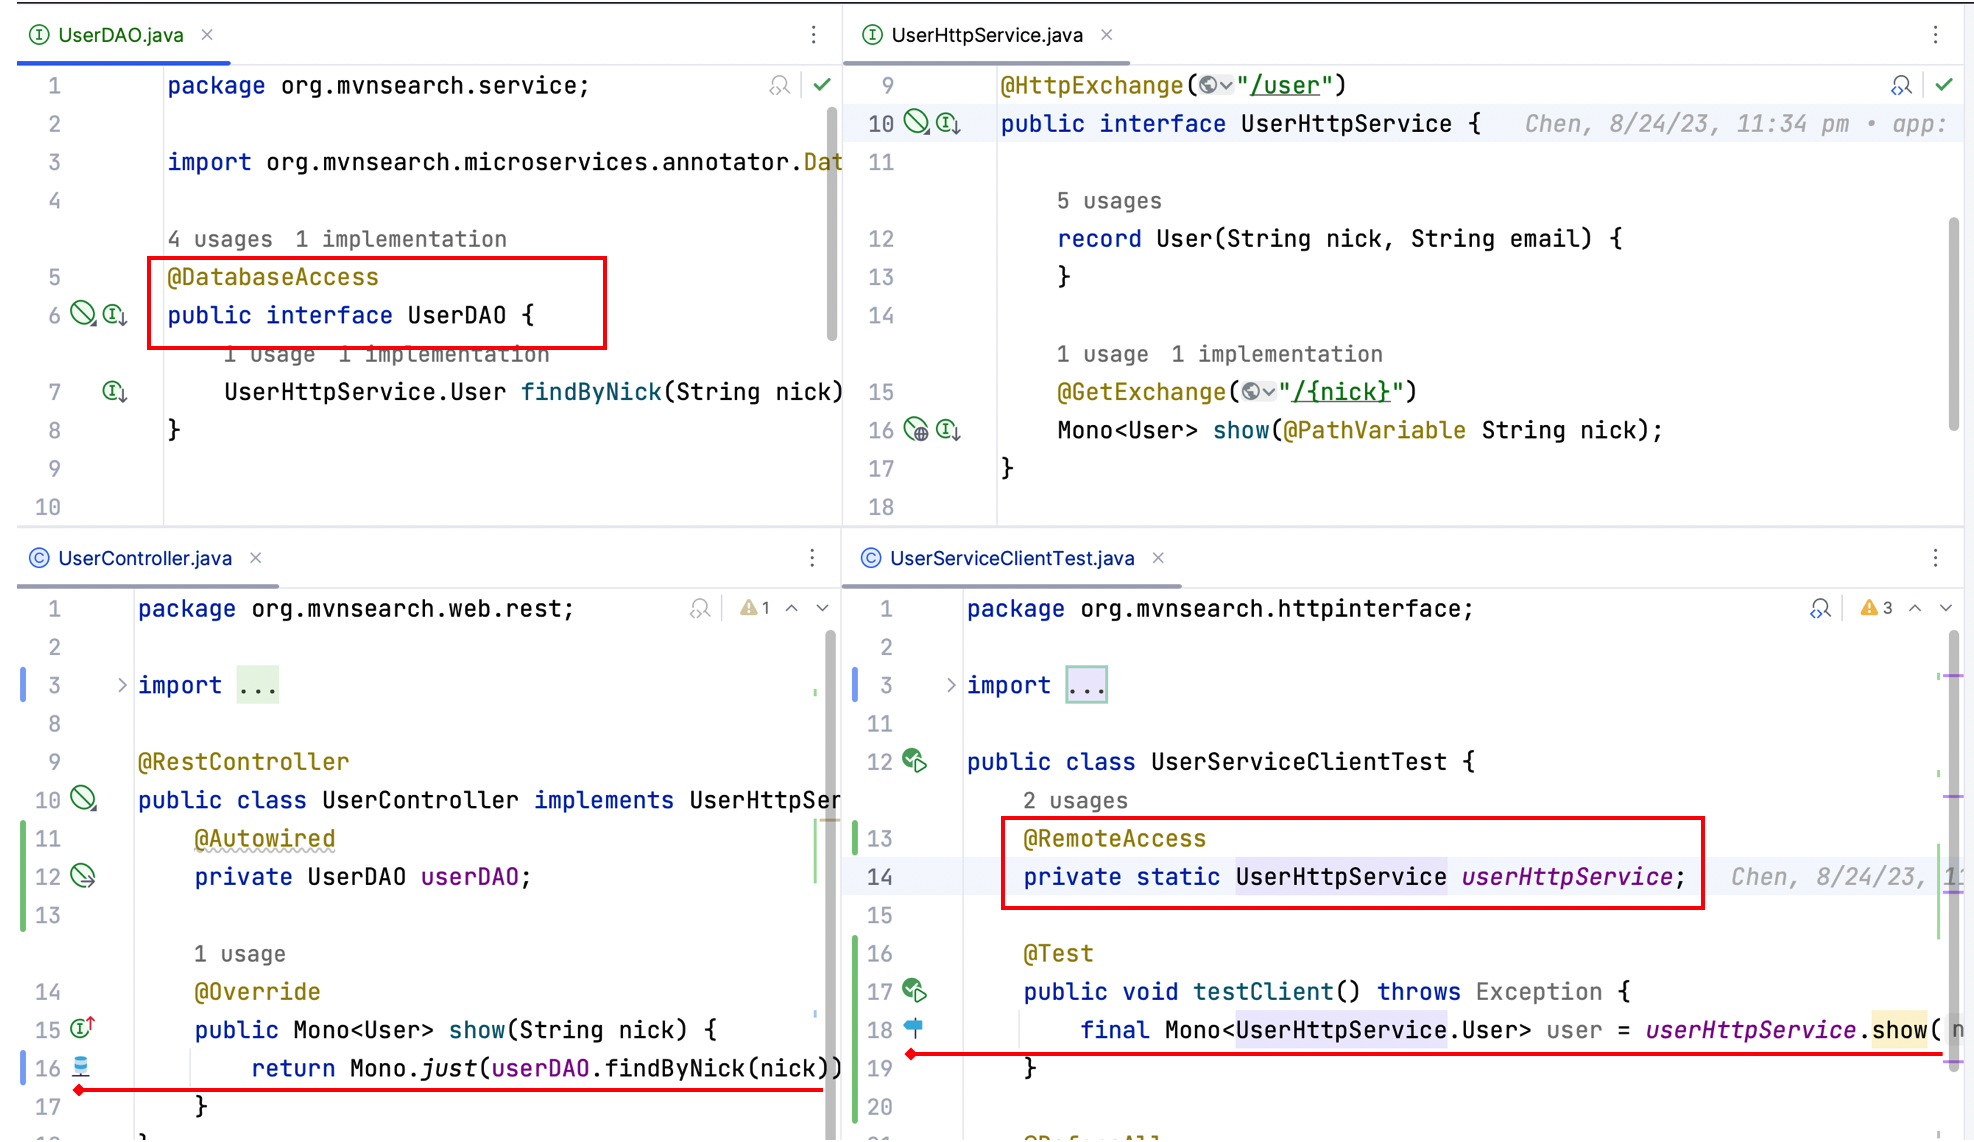 UserDAO.java
1 package org.mvnsearch.service;
2
3 import org.mvnsearch.microservices.annotator.Dat
4
4 usages 1 implementation
5 @DatabaseAccess
6 public interface UserDAO {
1 usage 1 implementation
7 UserHttpService.User findByNick(String nick)
8 }
9
10
UserHttpService.java
9 @HttpExchange("/user")
10 public interface UserHttpService { Chen, 8/24/23, 11:34 pm • app:
11
5 usages
12 record User(String nick, String email) {
13 }
14
1 usage 1 implementation
15 @GetExchange("/{nick}")
16 Mono<User> show(@PathVariable String nick);
17 }
18
UserController.java
1 package org.mvnsearch.web.rest; 1
2
3 import ...
8
9 @RestController
10 public class UserController implements UserHttpSer
11 @Autowired
12 private UserDAO userDAO;
13
1 usage
14 @Override
15 public Mono<User> show(String nick) {
16 return Mono.just(userDAO.findByNick(nick))
17 }
UserServiceClientTest.java
1 package org.mvnsearch.httpinterface; 3
2
3 import ...
11
12 public class UserServiceClientTest {
2 usages
13 @RemoteAccess
14 private static UserHttpService userHttpService; Chen, 8/24/23, 11
15
16 @Test
17 public void testClient() throws Exception {
18 final Mono<UserHttpService.User> user = userHttpService.show( n
19 }
20